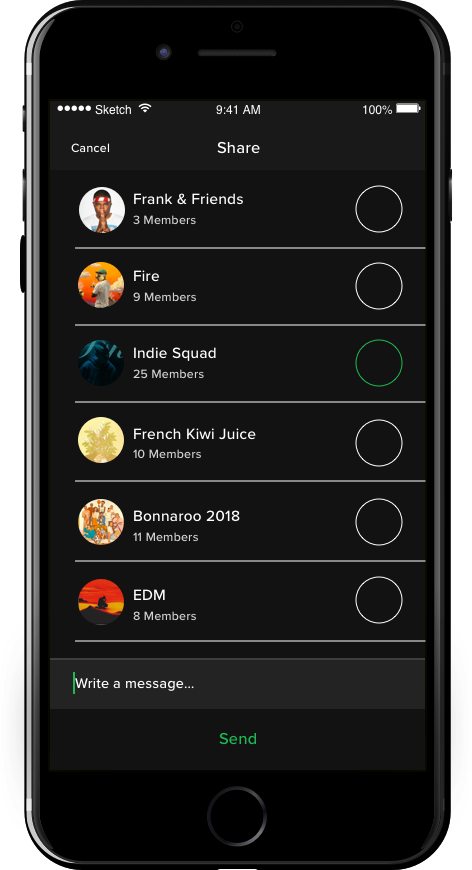 ●●●●● Sketch 9:41 AM 100%
Cancel Share
Frank & Friends
3 Members
Fire
9 Members
Indie Squad
25 Members
French Kiwi Juice
10 Members
Bonnaroo 2018
11 Members
EDM
8 Members
Write a message...
Send